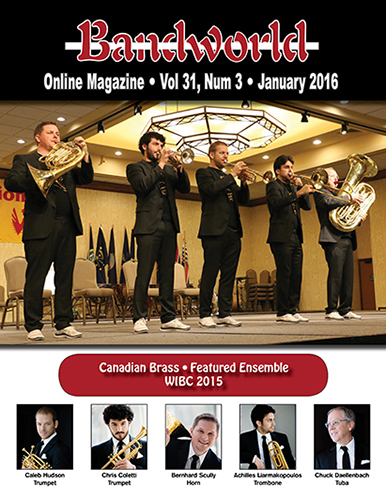 Bandworld
Online Magazine • Vol 31, Num 3 • January 2016
Canadian Brass • Featured Ensemble
WIBC 2015
Caleb Hudson
Trumpet
Chris Coletti
Trumpet
Bernhard Scully
Horn
Achilles Liarmakopoulos
Trombone
Chuck Daellenbach
Tuba